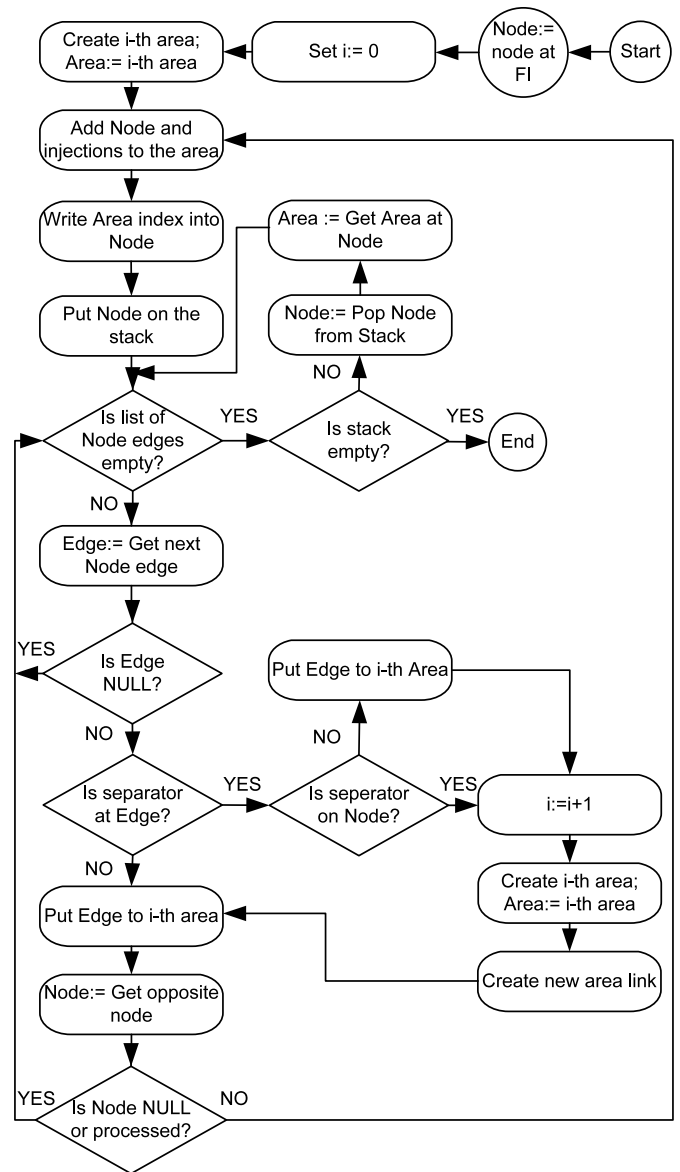 Start
Node:=
node at
FI
Set i:= 0
Create i-th area;
Area:= i-th area
Add Node and
injections to the area
Write Area index into
Node
Area := Get Area at
Node
Put Node on the
stack
Node:= Pop Node
from Stack
NO
Is list of
Node edges
empty?
YES
Is stack
empty?
YES
End
NO
Edge:= Get next
Node edge
YES
Is Edge
NULL?
Put Edge to i-th Area
NO
NO
Is separator
at Edge?
YES
Is seperator
on Node?
YES
i:=i+1
NO
Create i-th area;
Area:= i-th area
Put Edge to i-th area
Create new area link
Node:= Get opposite
node
YES
Is Node NULL
or processed?
NO